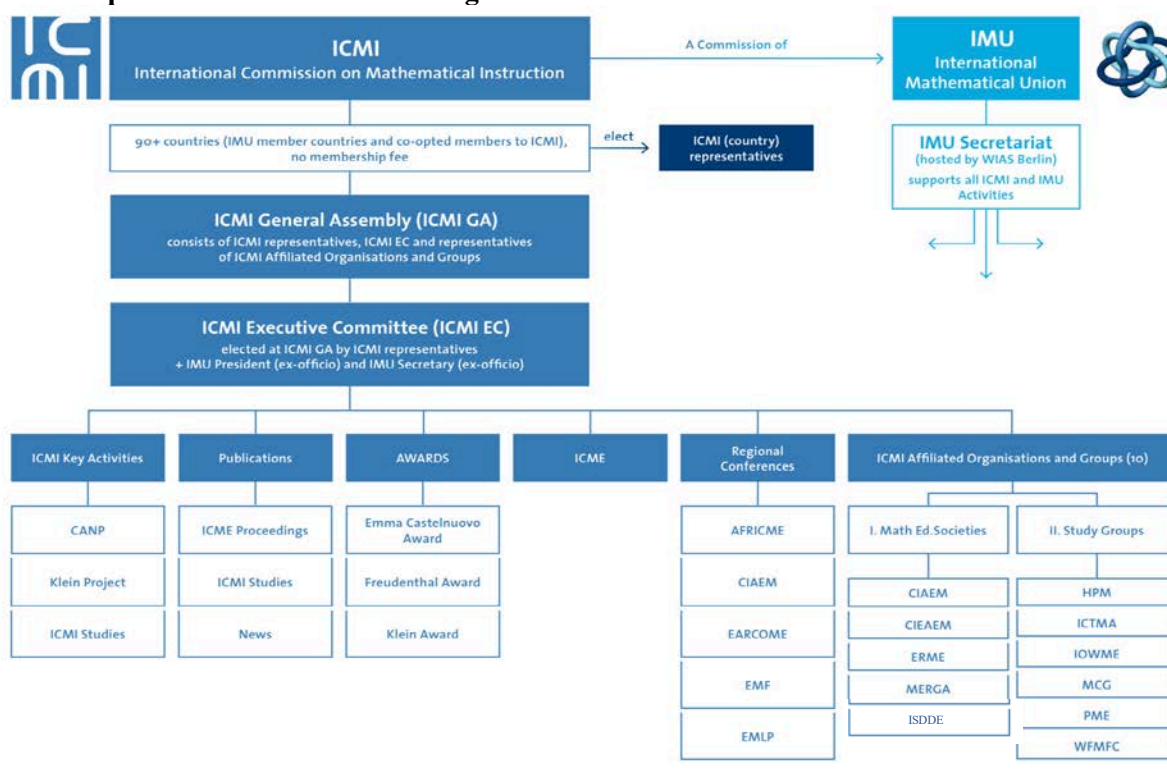 IC
mi
ICMI
International Commission on Mathematical Instruction
A Commission of
IMU
International
Mathematical Union
90+ countries (IMU member countries and co-opted members to ICMI),
no membership fee
elect
ICMI (country)
representatives
IMU Secretariat
(hosted by WIAS Berlin)
supports all ICMI and IMU
Activities
ICMI General Assembly (ICMI GA)
consists of ICMI representatives, ICMI EC and representatives
of ICMI Affiliated Organisations and Groups
ICMI Executive Committee (ICMI EC)
elected at ICMI GA by ICMI representatives
+ IMU President (ex-officio) and IMU Secretary (ex-officio)
ICMI Key Activities
CANP
Klein Project
ICMI Studies
Publications
ICME Proceedings
ICMI Studies
News
AWARDS
Emma Castelnuovo
Award
Freudenthal Award
Klein Award
ICME
Regional
Conferences
AFRICME
CIAEM
EARCOME
EMF
EMLP
ICMI Affiliated Organisations and Groups (10)
I. Math Ed.Societies
CIAEM
CIEAEM
ERME
MERGA
ISDDE
II. Study Groups
HPM
ICTMA
IOWME
MCG
PME
WFMFC